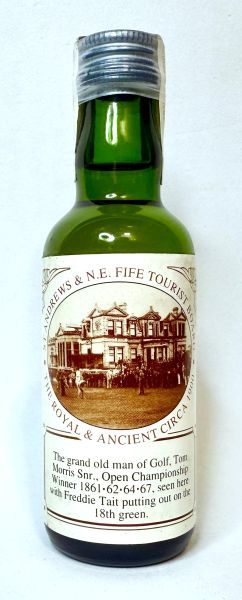 ANDREWS & N.E. FIFE TOURIST BOARD
THE ROYAL & ANCIENT CIRCA 1890
The grand old man of Golf, Tom
Morris Snr., Open Championship
Winner 1861·62·64·67, seen here
with Freddie Tait putting out on the
18th green.